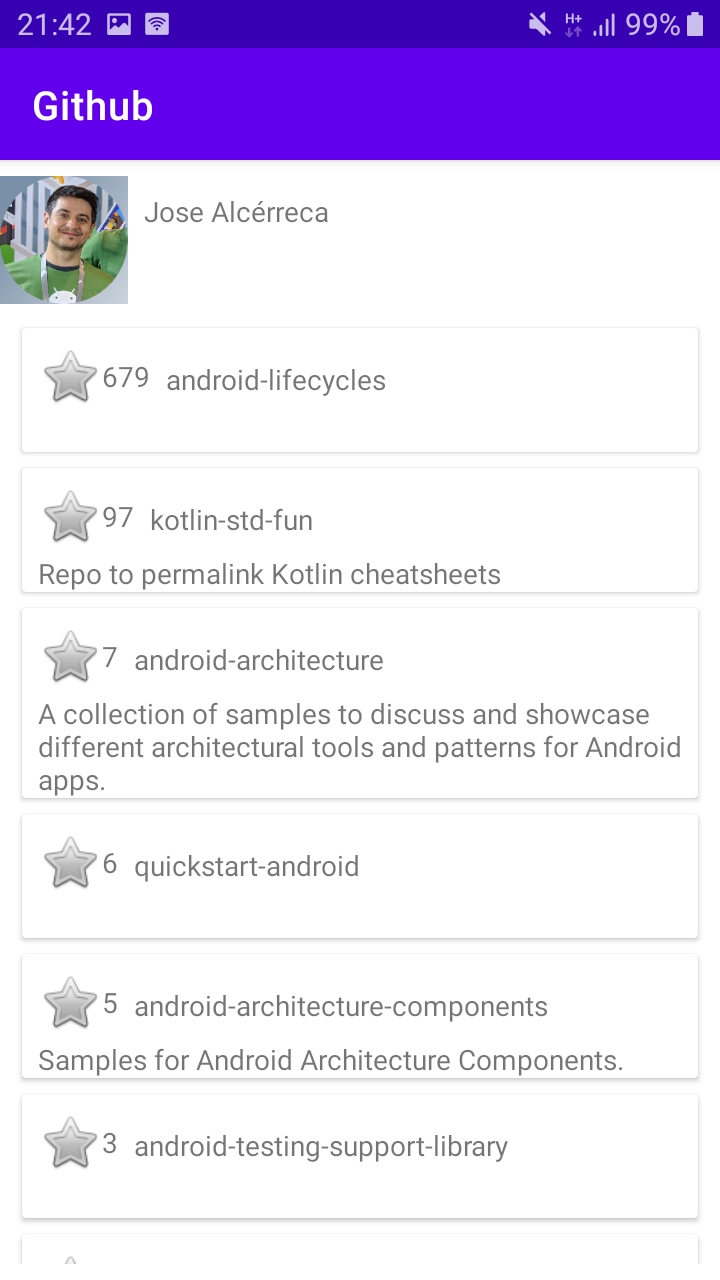 21:42 H+ 99%
Github
Jose Alcérreca
679 android-lifecycles
97 kotlin-std-fun
Repo to permalink Kotlin cheatsheets
7 android-architecture
A collection of samples to discuss and showcase
different architectural tools and patterns for Android
apps.
6 quickstart-android
5 android-architecture-components
Samples for Android Architecture Components.
3 android-testing-support-library